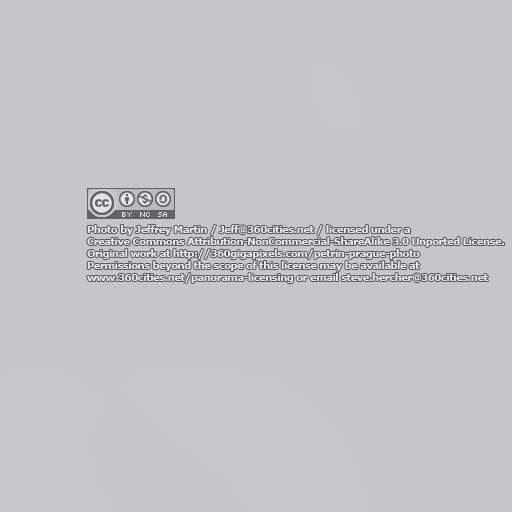 cc
BY NC SA
Photo by Jeffrey Martin / Jeff@360cities.net / licensed under a
Creative Commons Attribution-NonCommercial-ShareAlike 3.0 Unported License.
Original work at http://360gigapixels.com/petrin-prague-photo
Permissions beyond the scope of this license may be available at
www.360cities.net/panorama-licensing or email steve.hercher@360cities.net